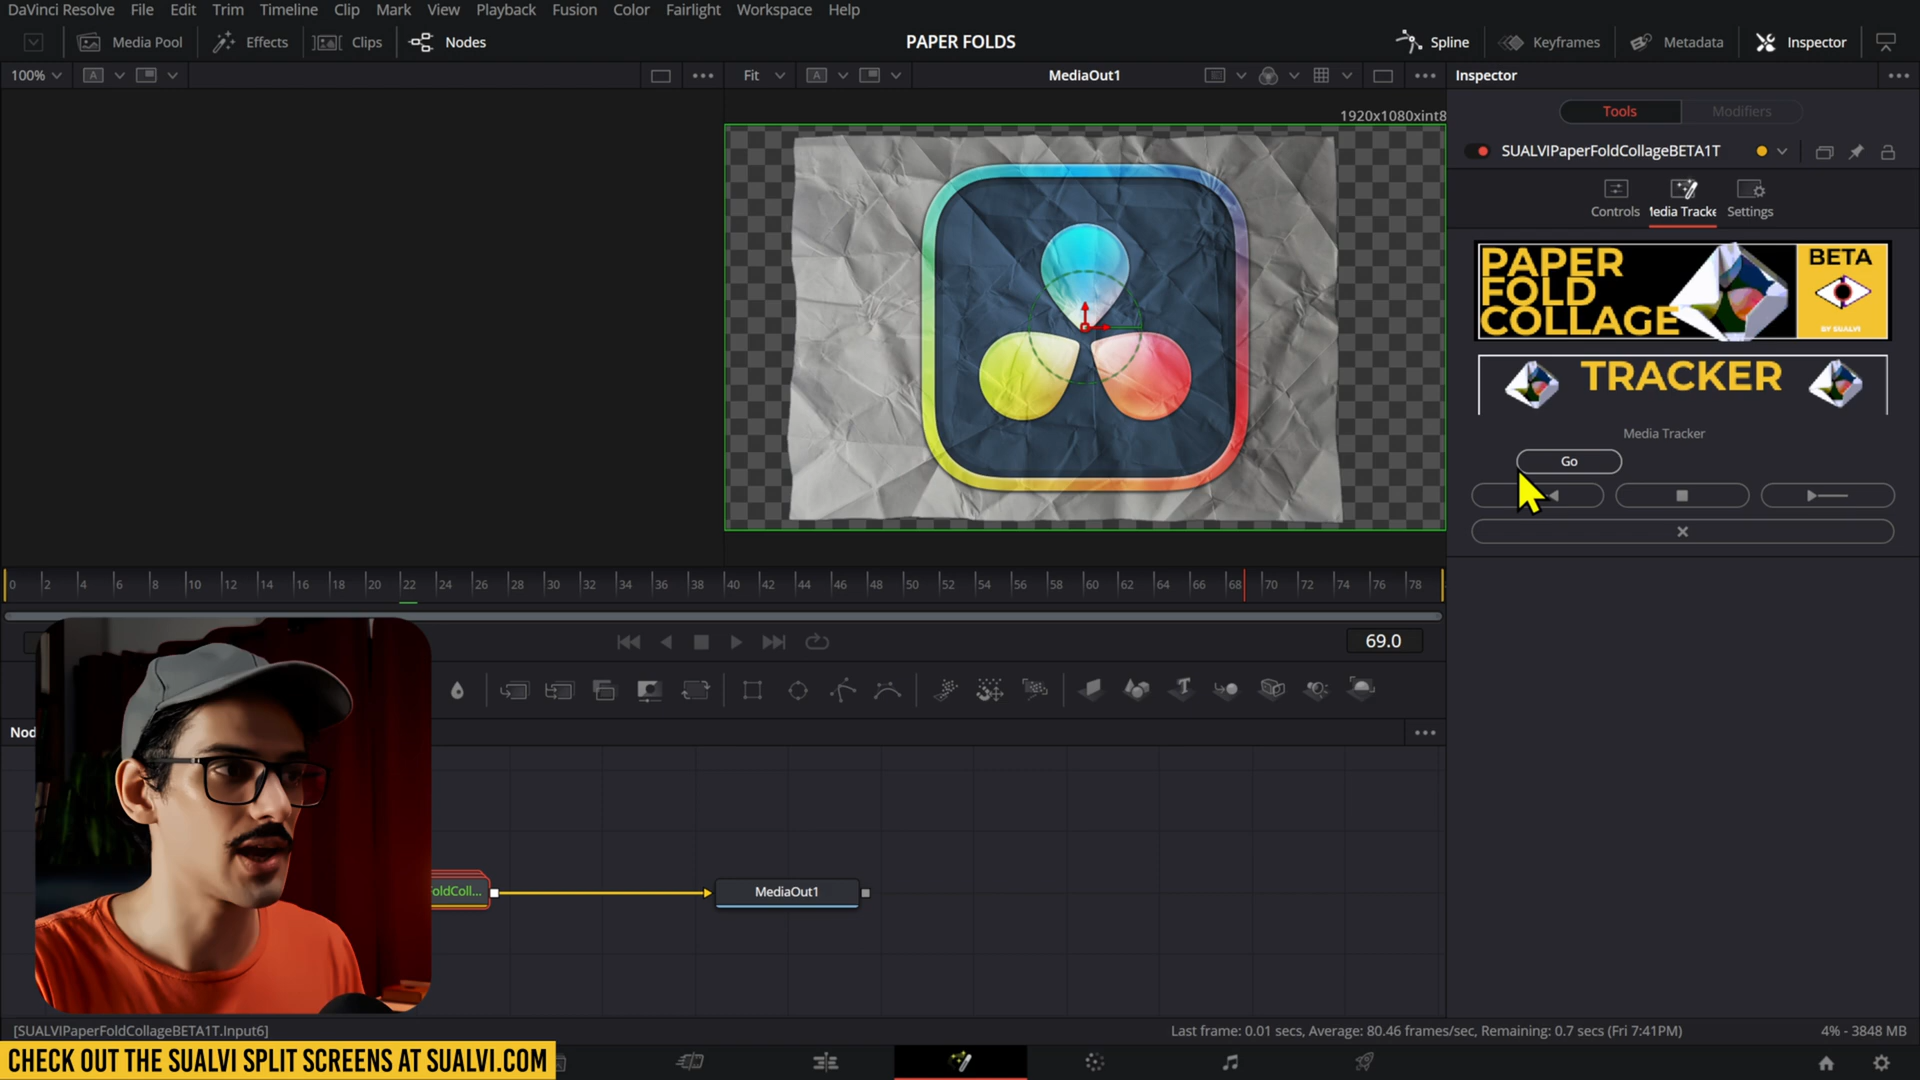 DaVinci Resolve File Edit Trim Timeline Clip Mark View Playback Fusion Color Fairlight Workspace Help
Media Pool Effects Clips Nodes PAPER FOLDS Spline Keyframes Metadata Inspector
100% A Fit A MediaOut1 Inspector
1920x1080xint8
Tools Modifiers
SUALVIPaperFoldCollageBETA1T
Controls Media Tracke Settings
PAPER
FOLD
COLLAGE
BETA
BY SUALVI
TRACKER
Media Tracker
Go
0 2 4 6 8 10 12 14 16 18 20 22 24 26 28 30 32 34 36 38 40 42 44 46 48 50 52 54 56 58 60 62 64 66 68 70 72 74 76 78
69.0
T
Nod
oldColl...
MediaOut1
[SUALVIPaperFoldCollageBETA1T.Input6]
Last frame: 0.01 secs, Average: 80.46 frames/sec, Remaining: 0.7 secs (Fri 7:41PM) 4% - 3848 MB
CHECK OUT THE SUALVI SPLIT SCREENS AT SUALVI.COM